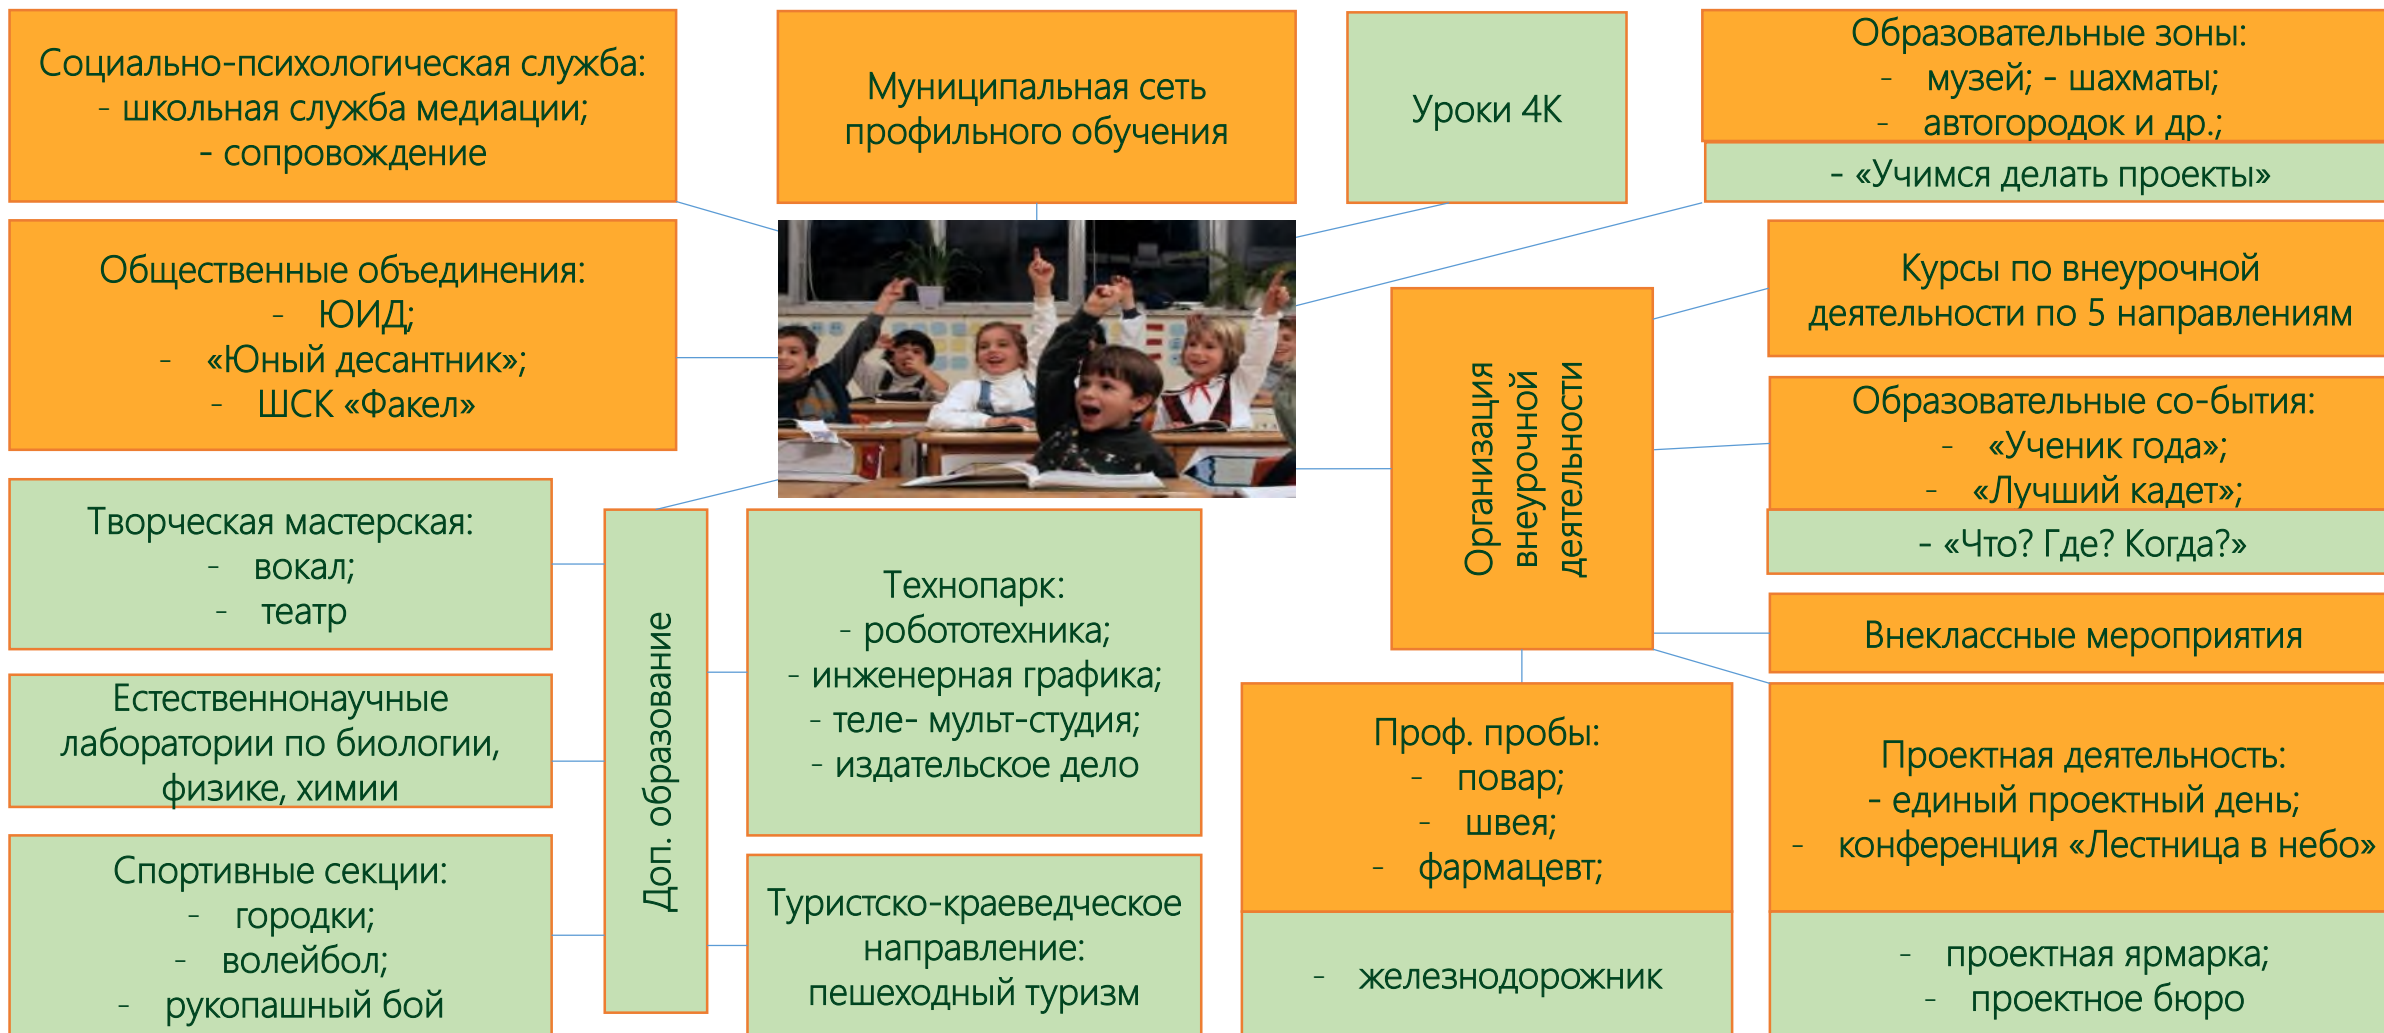 Социально-психологическая служба:
- школьная служба медиации;
- сопровождение
Муниципальная сеть
профильного обучения
Уроки 4К
Образовательные зоны:
- музей; - шахматы;
- автогородок и др.;
- «Учимся делать проекты»
Общественные объединения:
- ЮИД;
- «Юный десантник»;
- ШСК «Факел»
Организация
внеурочной
деятельности
Курсы по внеурочной
деятельности по 5 направлениям
Образовательные со-бытия:
- «Ученик года»;
- «Лучший кадет»;
- «Что? Где? Когда?»
Внеклассные мероприятия
Творческая мастерская:
- вокал;
- театр
Естественнонаучные
лаборатории по биологии,
физике, химии
Спортивные секции:
- городки;
- волейбол;
- рукопашный бой
Доп. образование
Технопарк:
- робототехника;
- инженерная графика;
- теле- мульт-студия;
- издательское дело
Туристско-краеведческое
направление:
пешеходный туризм
Проф. пробы:
- повар;
- швея;
- фармацевт;
- железнодорожник
Проектная деятельность:
- единый проектный день;
- конференция «Лестница в небо»
- проектная ярмарка;
- проектное бюро